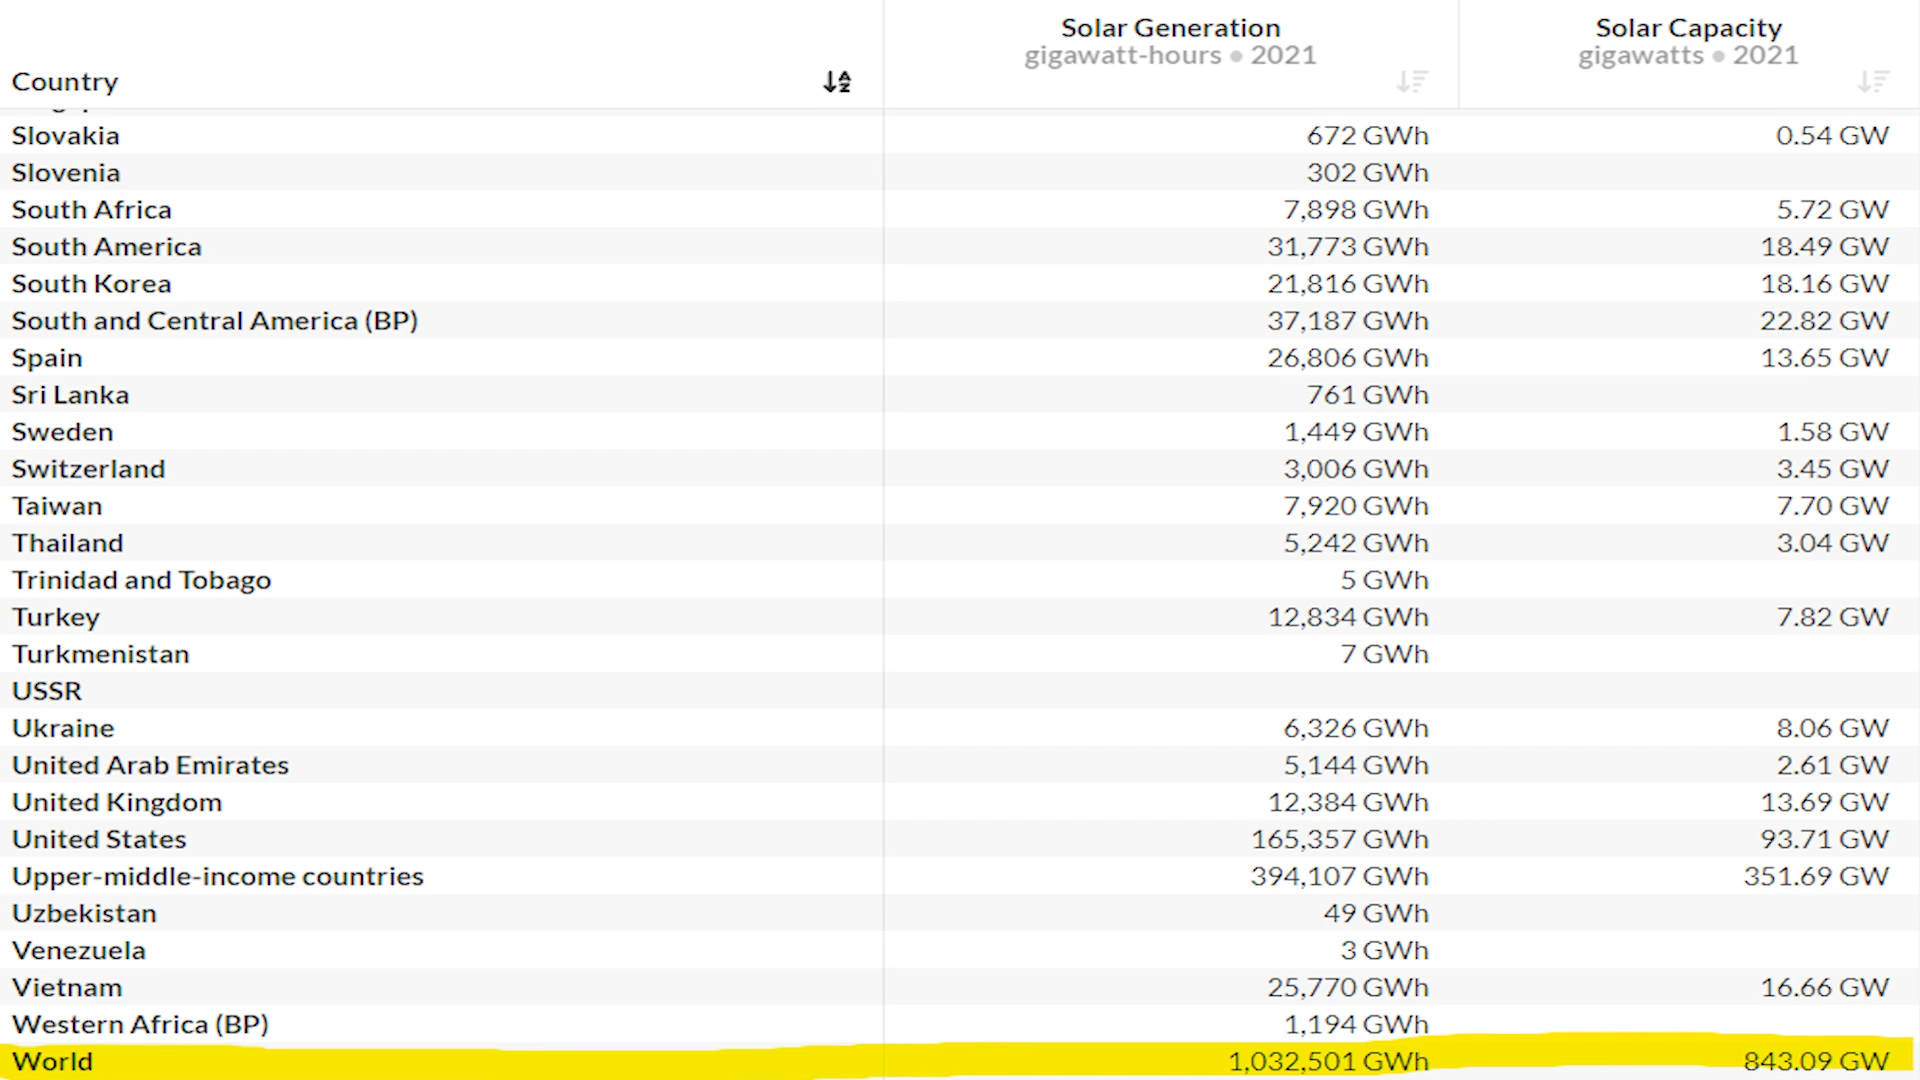 Solar Generation Solar Capacity
gigawatt-hours • 2021 gigawatts • 2021
Country
Slovakia 672 GWh 0.54 GW
Slovenia 302 GWh
South Africa 7,898 GWh 5.72 GW
South America 31,773 GWh 18.49 GW
South Korea 21,816 GWh 18.16 GW
South and Central America (BP) 37,187 GWh 22.82 GW
Spain 26,806 GWh 13.65 GW
Sri Lanka 761 GWh
Sweden 1,449 GWh 1.58 GW
Switzerland 3,006 GWh 3.45 GW
Taiwan 7,920 GWh 7.70 GW
Thailand 5,242 GWh 3.04 GW
Trinidad and Tobago 5 GWh
Turkey 12,834 GWh 7.82 GW
Turkmenistan 7 GWh
USSR
Ukraine 6,326 GWh 8.06 GW
United Arab Emirates 5,144 GWh 2.61 GW
United Kingdom 12,384 GWh 13.69 GW
United States 165,357 GWh 93.71 GW
Upper-middle-income countries 394,107 GWh 351.69 GW
Uzbekistan 49 GWh
Venezuela 3 GWh
Vietnam 25,770 GWh 16.66 GW
Western Africa (BP) 1,194 GWh
World 1,032,501 GWh 843.09 GW